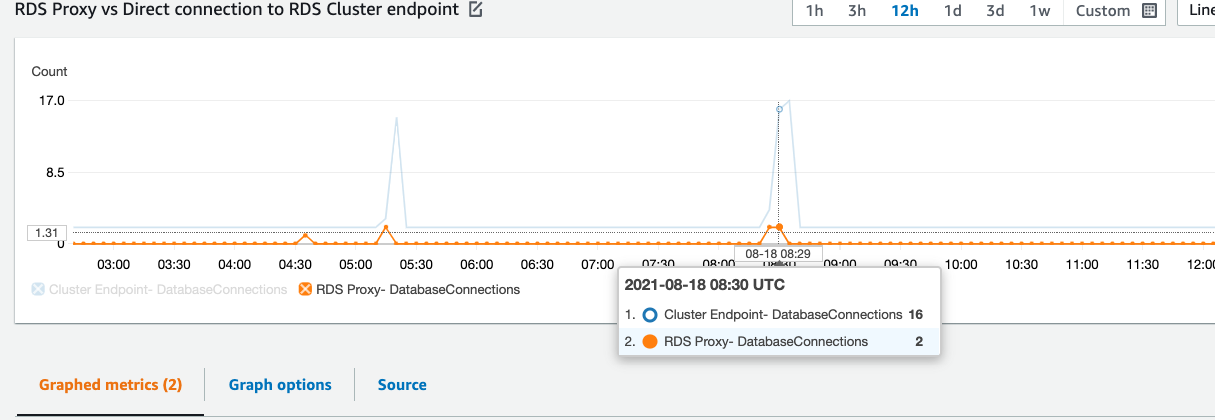 RDS Proxy vs Direct connection to RDS Cluster endpoint
1h 3h 12h 1d 3d 1w Custom Line
Count
17.0
8.5
1.31
0
08-18 08:29
03:00 03:30 04:00 04:30 05:00 05:30 06:00 06:30 07:00 07:30 08:00 08:30 09:00 09:30 10:00 10:30 11:00 11:30 12:00
Cluster Endpoint- DatabaseConnections RDS Proxy- DatabaseConnections
2021-08-18 08:30 UTC
1. Cluster Endpoint- DatabaseConnections 16
2. RDS Proxy- DatabaseConnections 2
Graphed metrics (2) Graph options Source